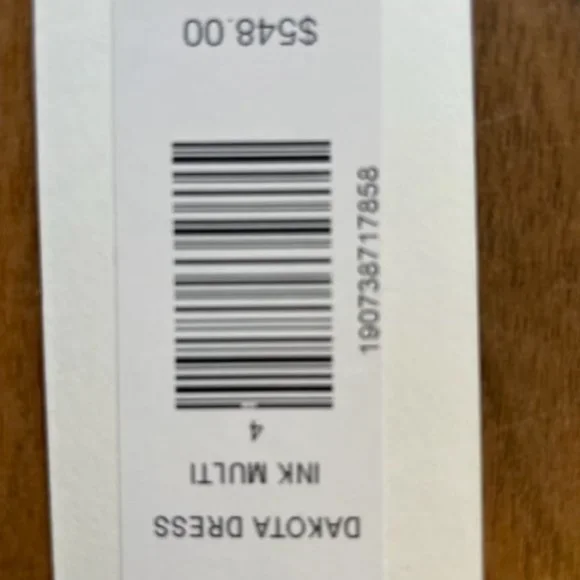 DAKOTA DRESS
INK MULTI
4
190738717858
$548.00